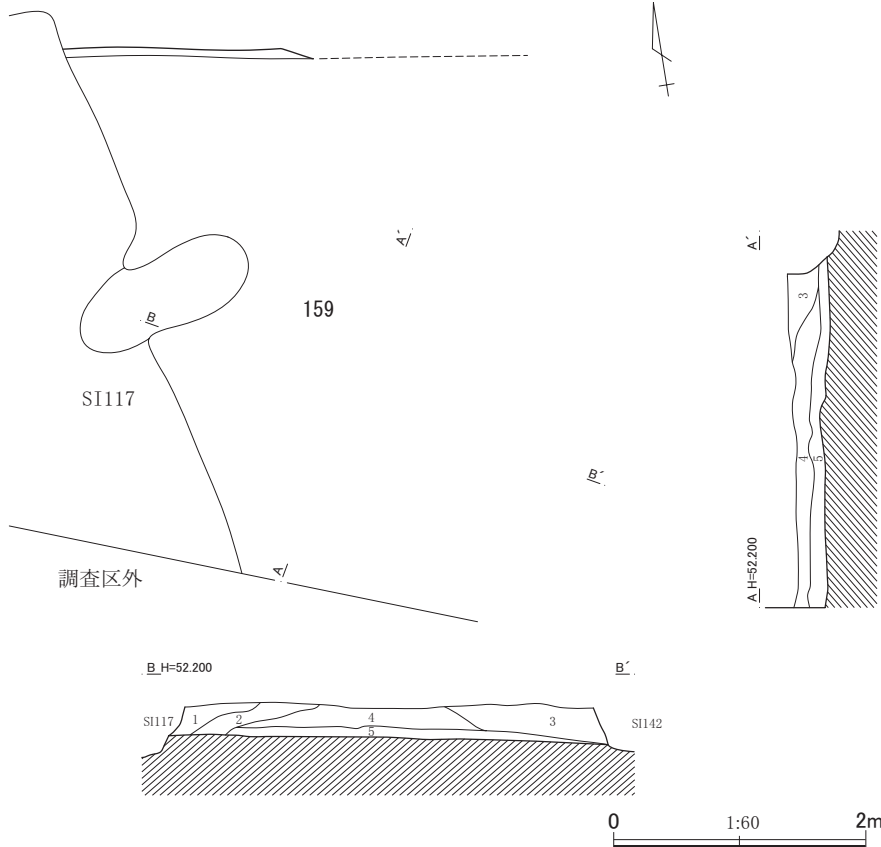 A´
A´
B
159
3
SI117
4
5
B´
調査区外
A
A H=52.200
B H=52.200
B´
SI117
1
2
4
5
3
SI142
0
1:60
2m